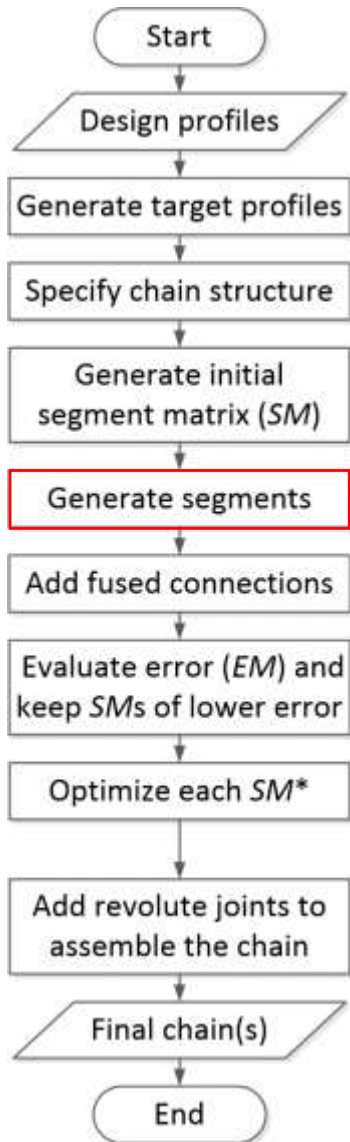 Start
Design profiles
Generate target profiles
Specify chain structure
Generate initial
segment matrix (SM)
Generate segments
Add fused connections
Evaluate error (EM) and
keep SMs of lower error
Optimize each SM*
Add revolute joints to
assemble the chain
Final chain(s)
End